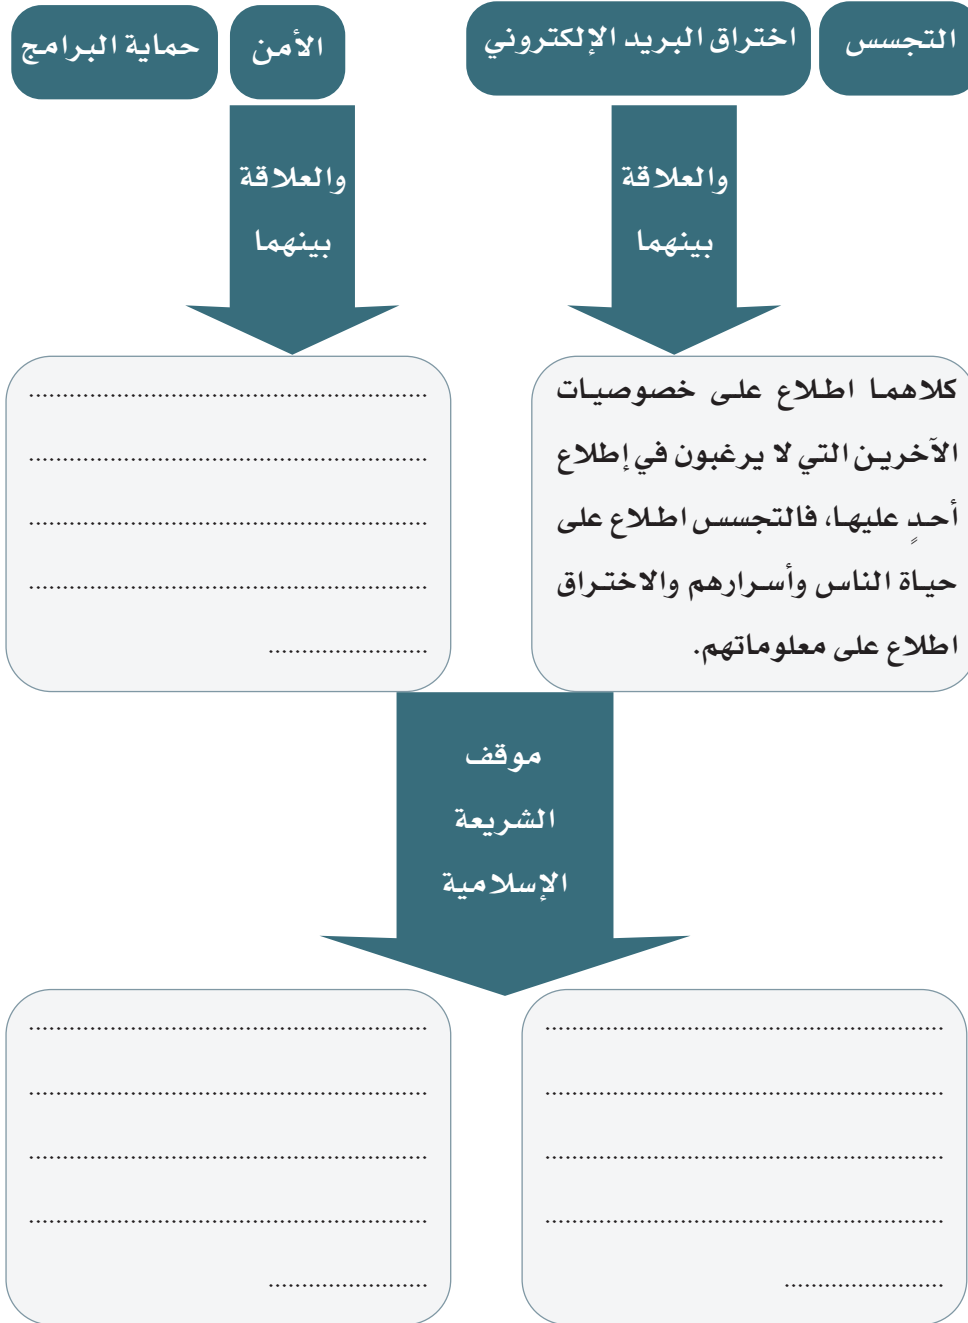 التجسس
اختراق البريد الإلكتروني
الأمن
حماية البرامج
والعلاقة
بينهما
والعلاقة
بينهما
كلاهما اطلاع على خصوصيات
الآخرين التي لا يرغبون في إطلاع
أحدٍ عليها، فالتجسس اطلاع على
حياة الناس وأسرارهم والاختراق
اطلاع على معلوماتهم.
......................................................
......................................................
......................................................
......................................................
........................
موقف
الشريعة
الإسلامية
......................................................
......................................................
......................................................
......................................................
........................
......................................................
......................................................
......................................................
......................................................
........................